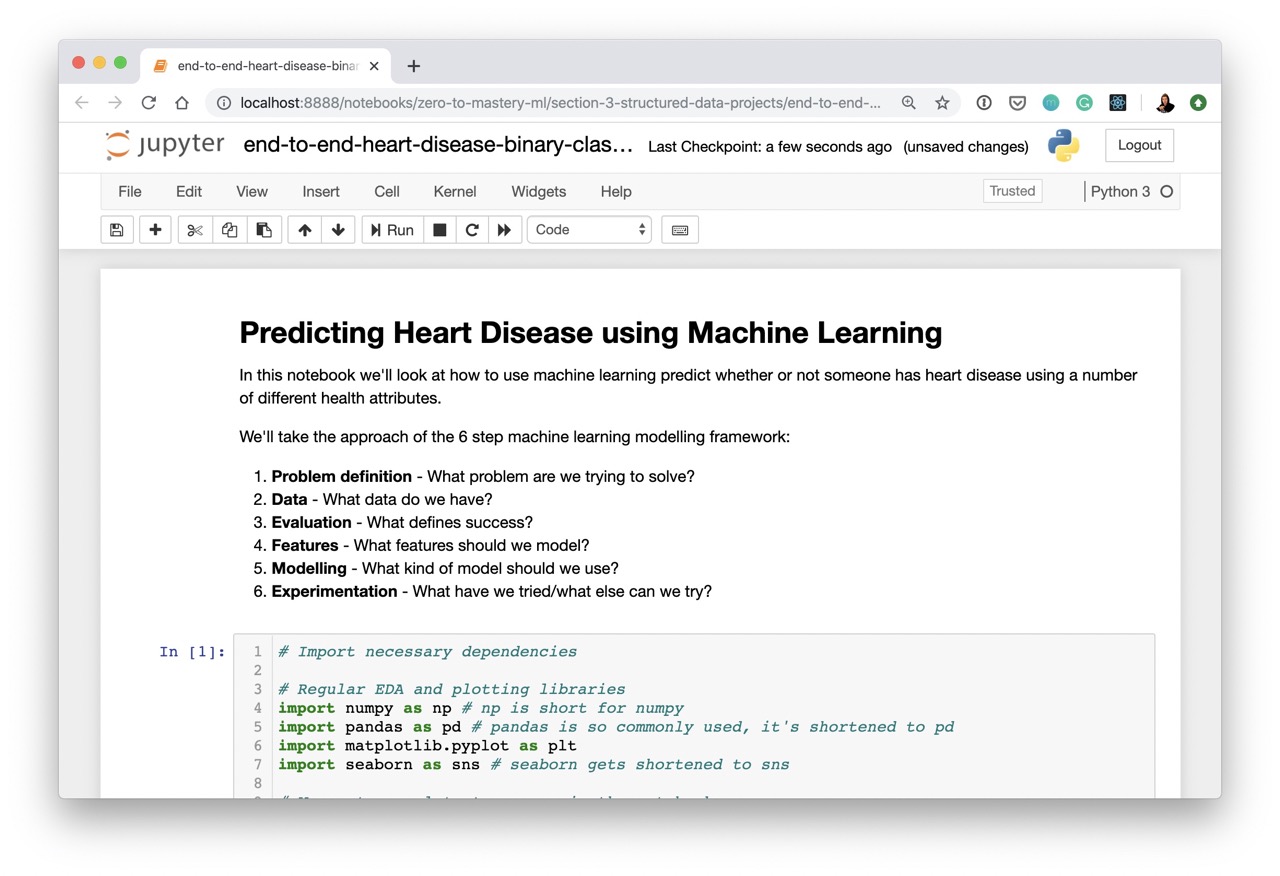 end-to-end-heart-disease-binar
localhost:8888/notebooks/zero-to-mastery-ml/section-3-structured-data-projects/end-to-end-...
jupyter end-to-end-heart-disease-binary-clas... Last Checkpoint: a few seconds ago (unsaved changes) Logout
File Edit View Insert Cell Kernel Widgets Help Trusted Python 3
Run Code
Predicting Heart Disease using Machine Learning
In this notebook we'll look at how to use machine learning predict whether or not someone has heart disease using a number
of different health attributes.
We'll take the approach of the 6 step machine learning modelling framework:
1. Problem definition - What problem are we trying to solve?
2. Data - What data do we have?
3. Evaluation - What defines success?
4. Features - What features should we model?
5. Modelling - What kind of model should we use?
6. Experimentation - What have we tried/what else can we try?
In [1]: 1 # Import necessary dependencies
2
3 # Regular EDA and plotting libraries
4 import numpy as np # np is short for numpy
5 import pandas as pd # pandas is so commonly used, it's shortened to pd
6 import matplotlib.pyplot as plt
7 import seaborn as sns # seaborn gets shortened to sns
8